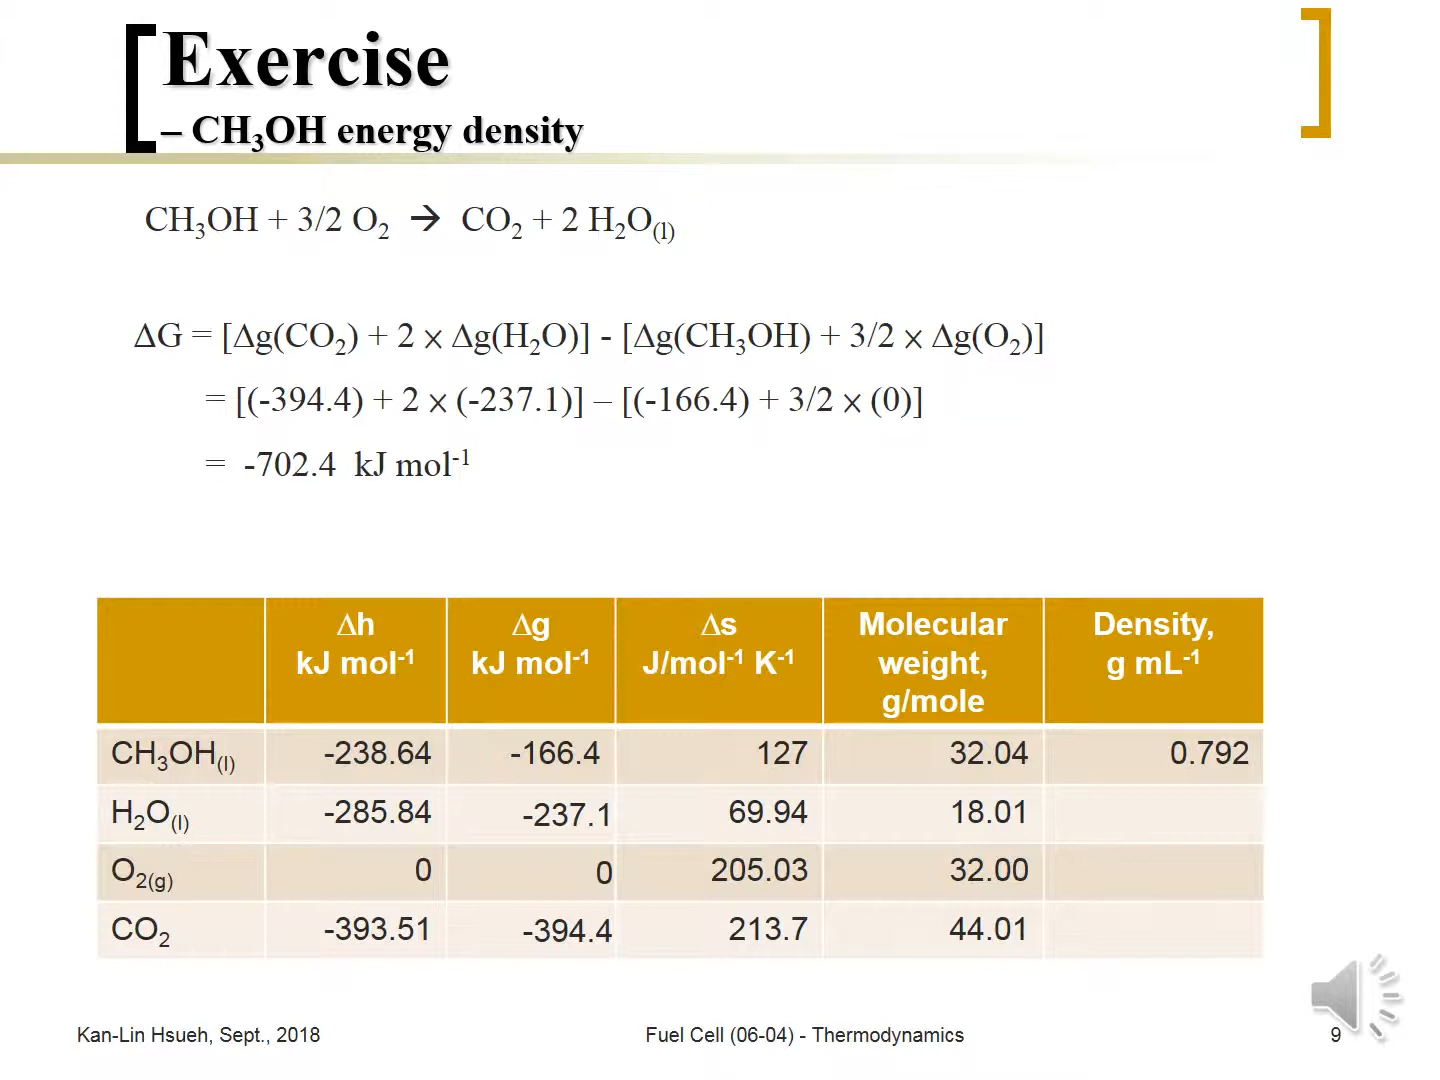 Exercise
– CH₃OH energy density
CH₃OH + 3/2 O₂ → CO₂ + 2 H₂O₍l₎
ΔG = [Δg(CO₂) + 2 × Δg(H₂O)] - [Δg(CH₃OH) + 3/2 × Δg(O₂)]
= [(-394.4) + 2 × (-237.1)] – [(-166.4) + 3/2 × (0)]
= -702.4 kJ mol⁻¹
Δh kJ mol⁻¹ Δg kJ mol⁻¹ Δs J/mol⁻¹ K⁻¹ Molecular weight, g/mole Density, g mL⁻¹
CH₃OH(l) -238.64 -166.4 127 32.04 0.792
H₂O(l) -285.84 -237.1 69.94 18.01
O₂(g) 0 0 205.03 32.00
CO₂ -393.51 -394.4 213.7 44.01
Kan-Lin Hsueh, Sept., 2018 Fuel Cell (06-04) - Thermodynamics 9